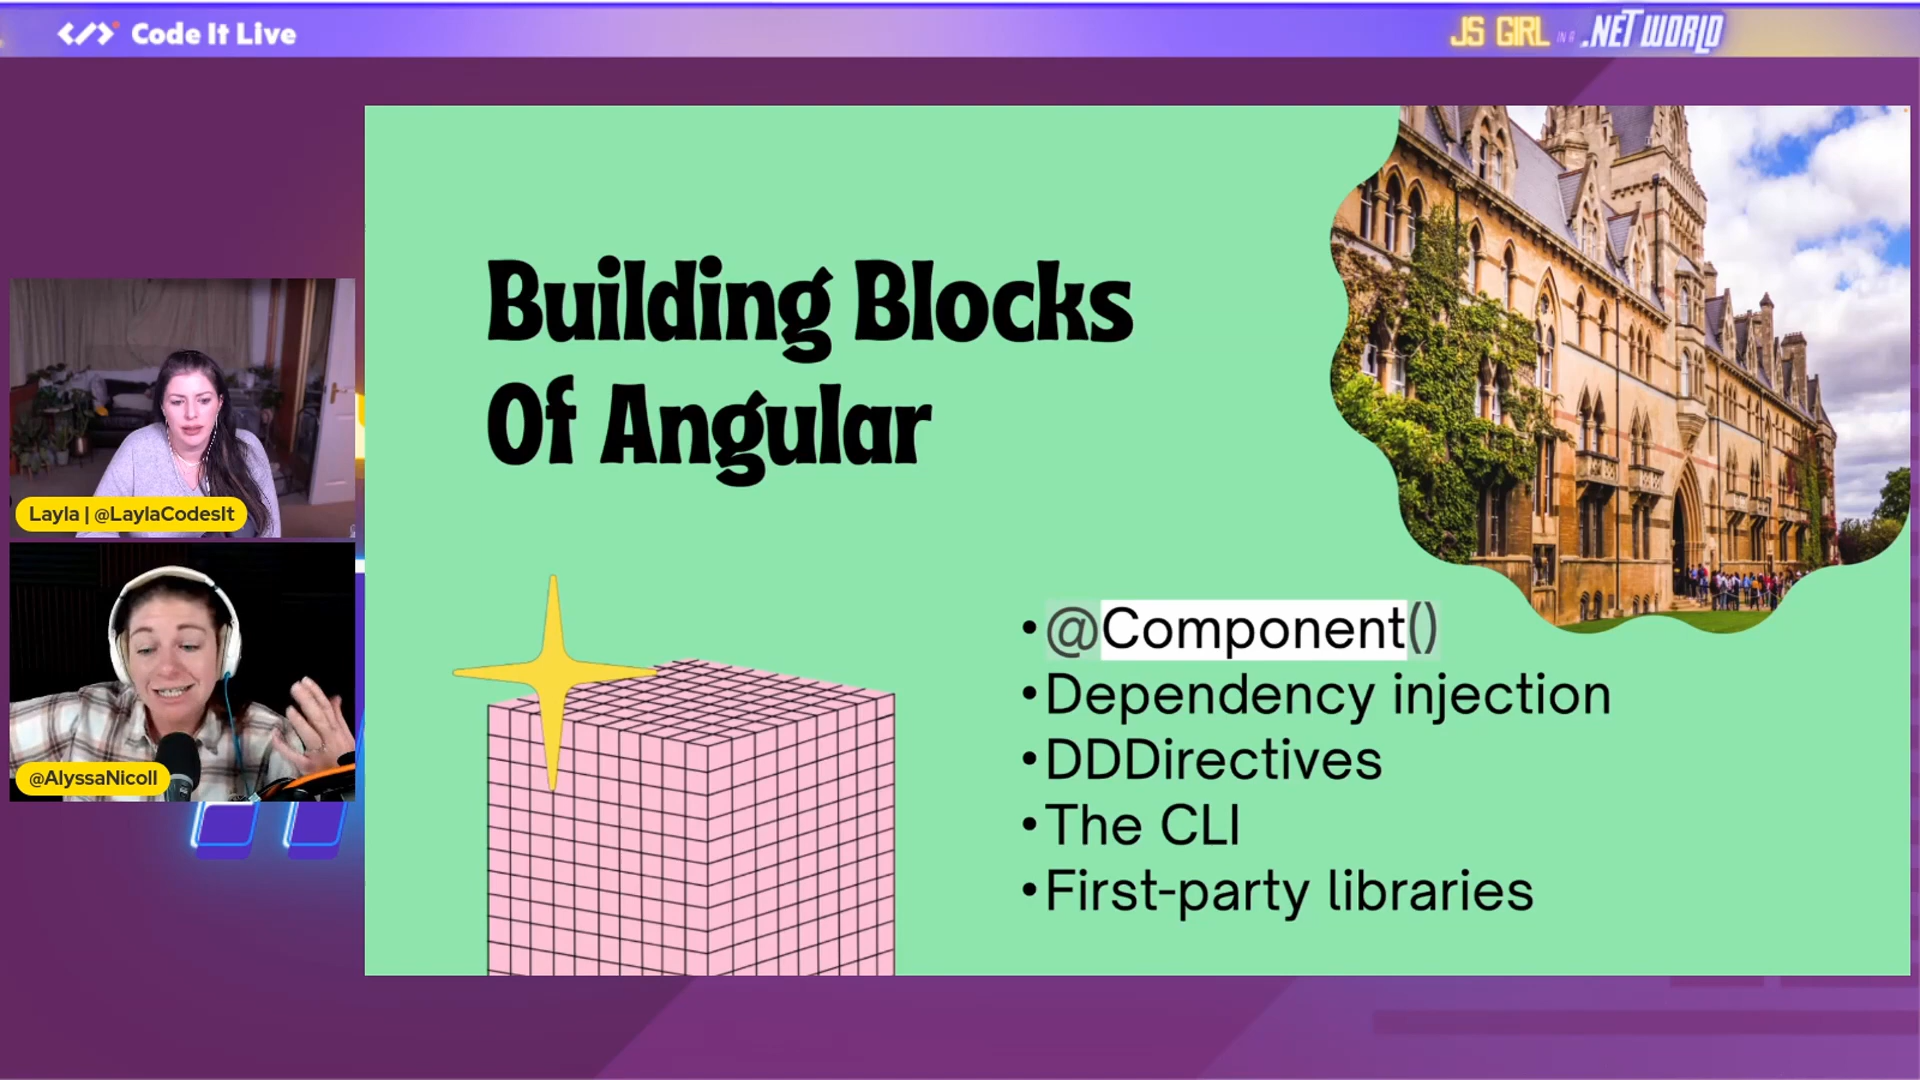 Code It Live
JS GIRL IN A .NET WORLD
Building Blocks
Of Angular
Layla | @LaylaCodesIt
@AlyssaNicoll
• @Component()
• Dependency injection
• DDDirectives
• The CLI
• First-party libraries